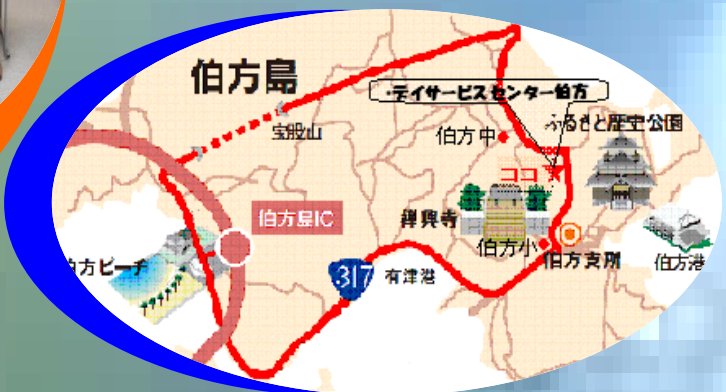 伯方島
・デイサービスセンター伯方
宝股山
伯方中
ふるさと歴史公園
ココ
伯方島IC
禅興寺
伯方小
伯方支所
伯方港
方ビーチ
317
有津港